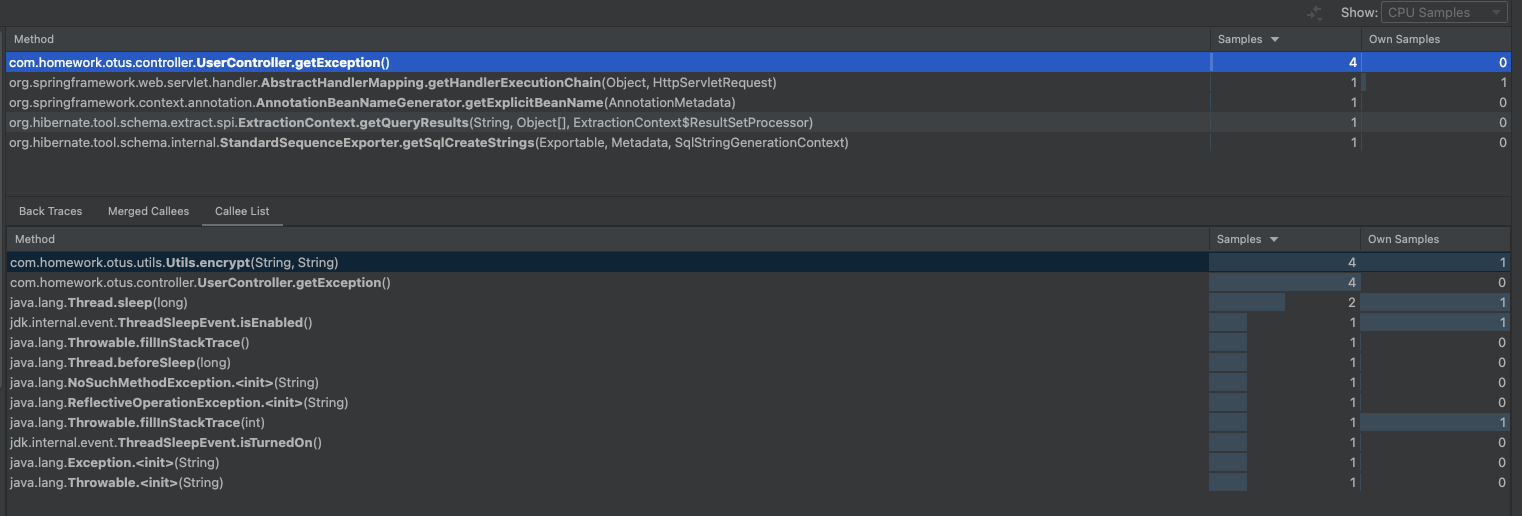 Show: CPU Samples
Method Samples Own Samples
com.homework.otus.controller.UserController.getException() 4 0
org.springframework.web.servlet.handler.AbstractHandlerMapping.getHandlerExecutionChain(Object, HttpServletRequest) 1 1
org.springframework.context.annotation.AnnotationBeanNameGenerator.getExplicitBeanName(AnnotationMetadata) 1 0
org.hibernate.tool.schema.extract.spi.ExtractionContext.getQueryResults(String, Object[], ExtractionContext$ResultSetProcessor) 1 0
org.hibernate.tool.schema.internal.StandardSequenceExporter.getSqlCreateStrings(Exportable, Metadata, SqlStringGenerationContext) 1 0
Back Traces Merged Callees Callee List
Method Samples Own Samples
com.homework.otus.utils.Utils.encrypt(String, String) 4 1
com.homework.otus.controller.UserController.getException() 4 0
java.lang.Thread.sleep(long) 2 1
jdk.internal.event.ThreadSleepEvent.isEnabled() 1 1
java.lang.Throwable.fillInStackTrace() 1 0
java.lang.Thread.beforeSleep(long) 1 0
java.lang.NoSuchMethodException.<init>(String) 1 0
java.lang.ReflectiveOperationException.<init>(String) 1 0
java.lang.Throwable.fillInStackTrace(int) 1 1
jdk.internal.event.ThreadSleepEvent.isTurnedOn() 1 0
java.lang.Exception.<init>(String) 1 0
java.lang.Throwable.<init>(String) 1 0